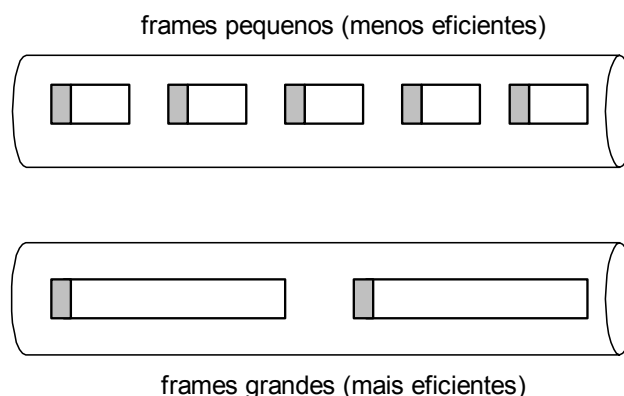 frames pequenos (menos eficientes)
frames grandes (mais eficientes)